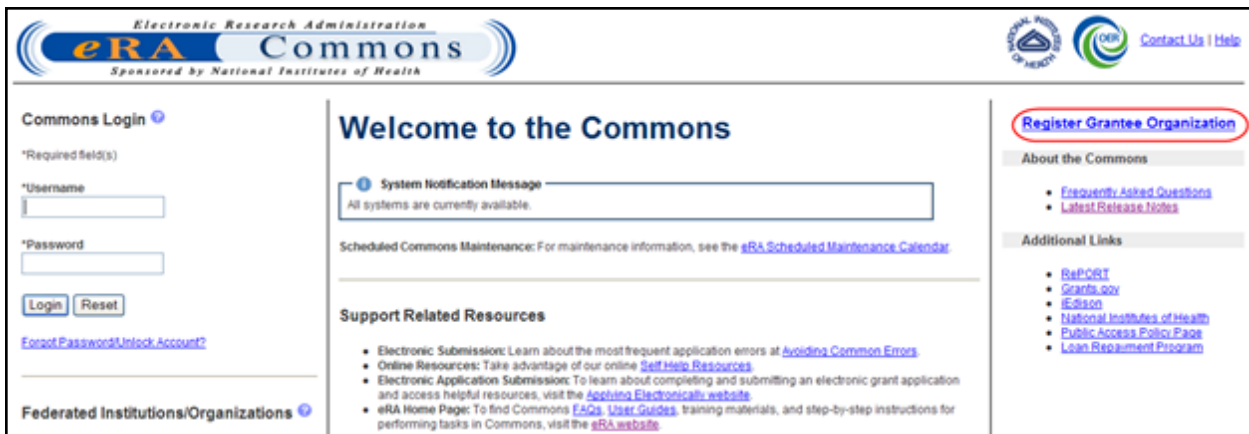 Electronic Research Administration
eRA Commons
Sponsored by National Institutes of Health
NATIONAL INSTITUTES OF HEALTH
OER
Contact Us | Help
Commons Login
*Required field(s)
*Username
*Password
Login Reset
Forgot Password/Unlock Account?
Federated Institutions/Organizations
Welcome to the Commons
System Notification Message
All systems are currently available.
Scheduled Commons Maintenance: For maintenance information, see the eRA Scheduled Maintenance Calendar.
Support Related Resources
• Electronic Submission: Learn about the most frequent application errors at Avoiding Common Errors.
• Online Resources: Take advantage of our online Self Help Resources.
• Electronic Application Submission: To learn about completing and submitting an electronic grant application
and access helpful resources, visit the Applying Electronically website.
• eRA Home Page: To find Commons FAQs, User Guides, training materials, and step-by-step instructions for
performing tasks in Commons, visit the eRA website.
Register Grantee Organization
About the Commons
• Frequently Asked Questions
• Latest Release Notes
Additional Links
• RePORT
• Grants.gov
• iEdison
• National Institutes of Health
• Public Access Policy Page
• Loan Repayment Program